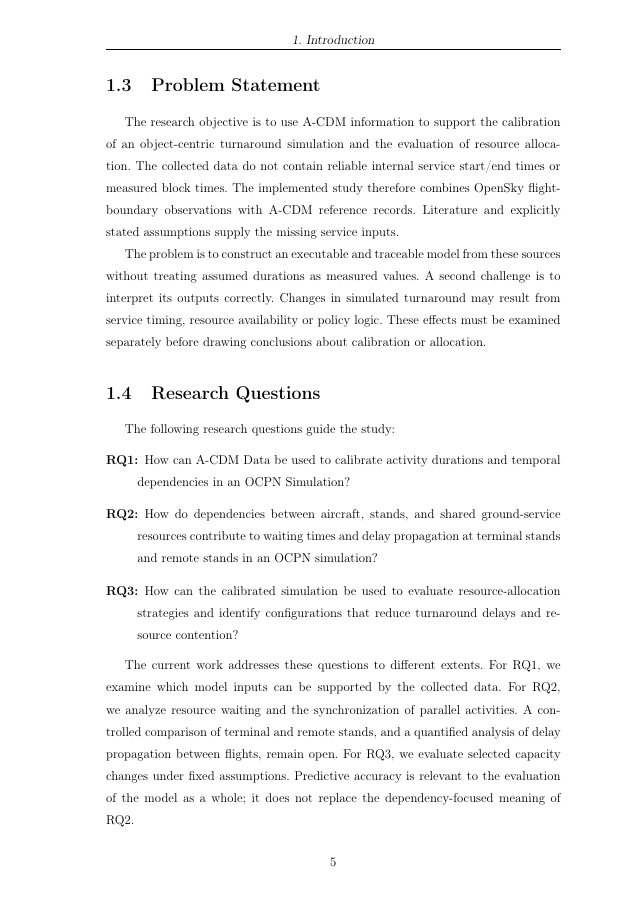 1. Introduction
1.3 Problem Statement
The research objective is to use A-CDM information to support the calibration
of an object-centric turnaround simulation and the evaluation of resource alloca-
tion. The collected data do not contain reliable internal service start/end times or
measured block times. The implemented study therefore combines OpenSky flight-
boundary observations with A-CDM reference records. Literature and explicitly
stated assumptions supply the missing service inputs.
The problem is to construct an executable and traceable model from these sources
without treating assumed durations as measured values. A second challenge is to
interpret its outputs correctly. Changes in simulated turnaround may result from
service timing, resource availability or policy logic. These effects must be examined
separately before drawing conclusions about calibration or allocation.
1.4 Research Questions
The following research questions guide the study:
RQ1: How can A-CDM Data be used to calibrate activity durations and temporal
dependencies in an OCPN Simulation?
RQ2: How do dependencies between aircraft, stands, and shared ground-service
resources contribute to waiting times and delay propagation at terminal stands
and remote stands in an OCPN simulation?
RQ3: How can the calibrated simulation be used to evaluate resource-allocation
strategies and identify configurations that reduce turnaround delays and re-
source contention?
The current work addresses these questions to different extents. For RQ1, we
examine which model inputs can be supported by the collected data. For RQ2,
we analyze resource waiting and the synchronization of parallel activities. A con-
trolled comparison of terminal and remote stands, and a quantified analysis of delay
propagation between flights, remain open. For RQ3, we evaluate selected capacity
changes under fixed assumptions. Predictive accuracy is relevant to the evaluation
of the model as a whole; it does not replace the dependency-focused meaning of
RQ2.
5